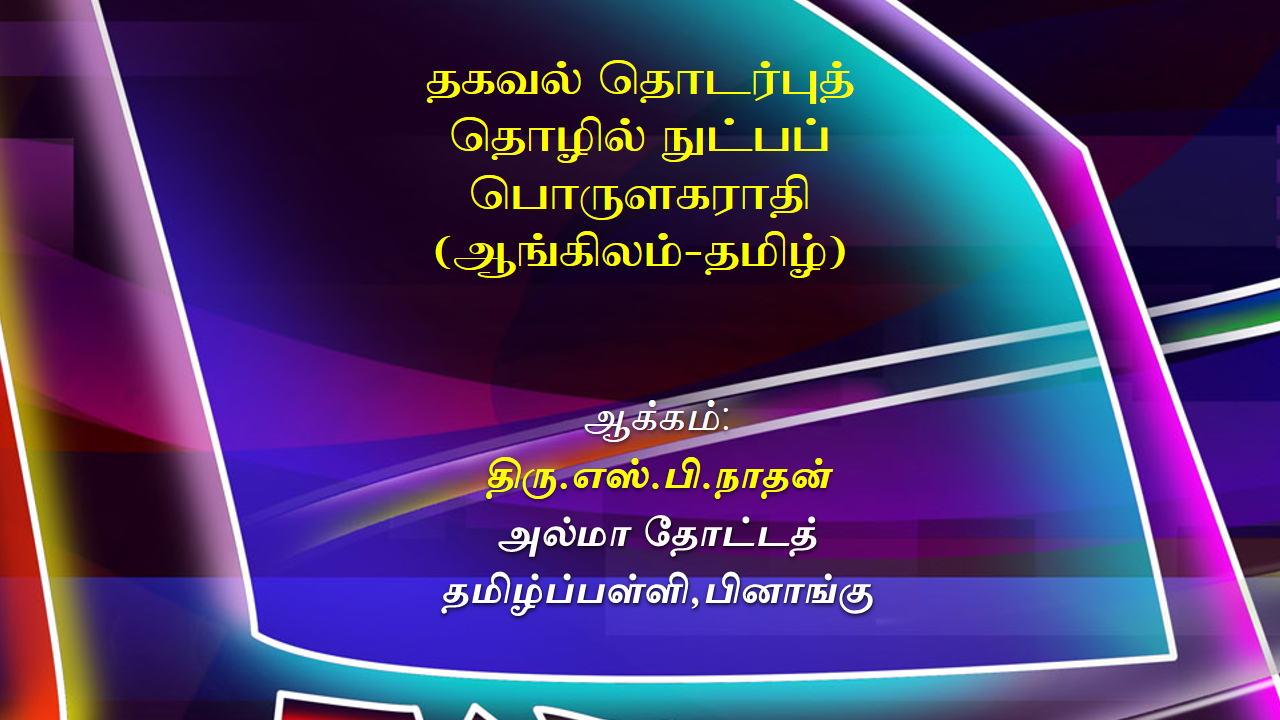 தகவல் தொடர்புத்
தொழில் நுட்பப்
பொருளகராதி
(ஆங்கிலம்-தமிழ்)
ஆக்கம்:
திரு.எஸ்.பி.நாதன்
அல்மா தோட்டத்
தமிழ்ப்பள்ளி,பினாங்கு